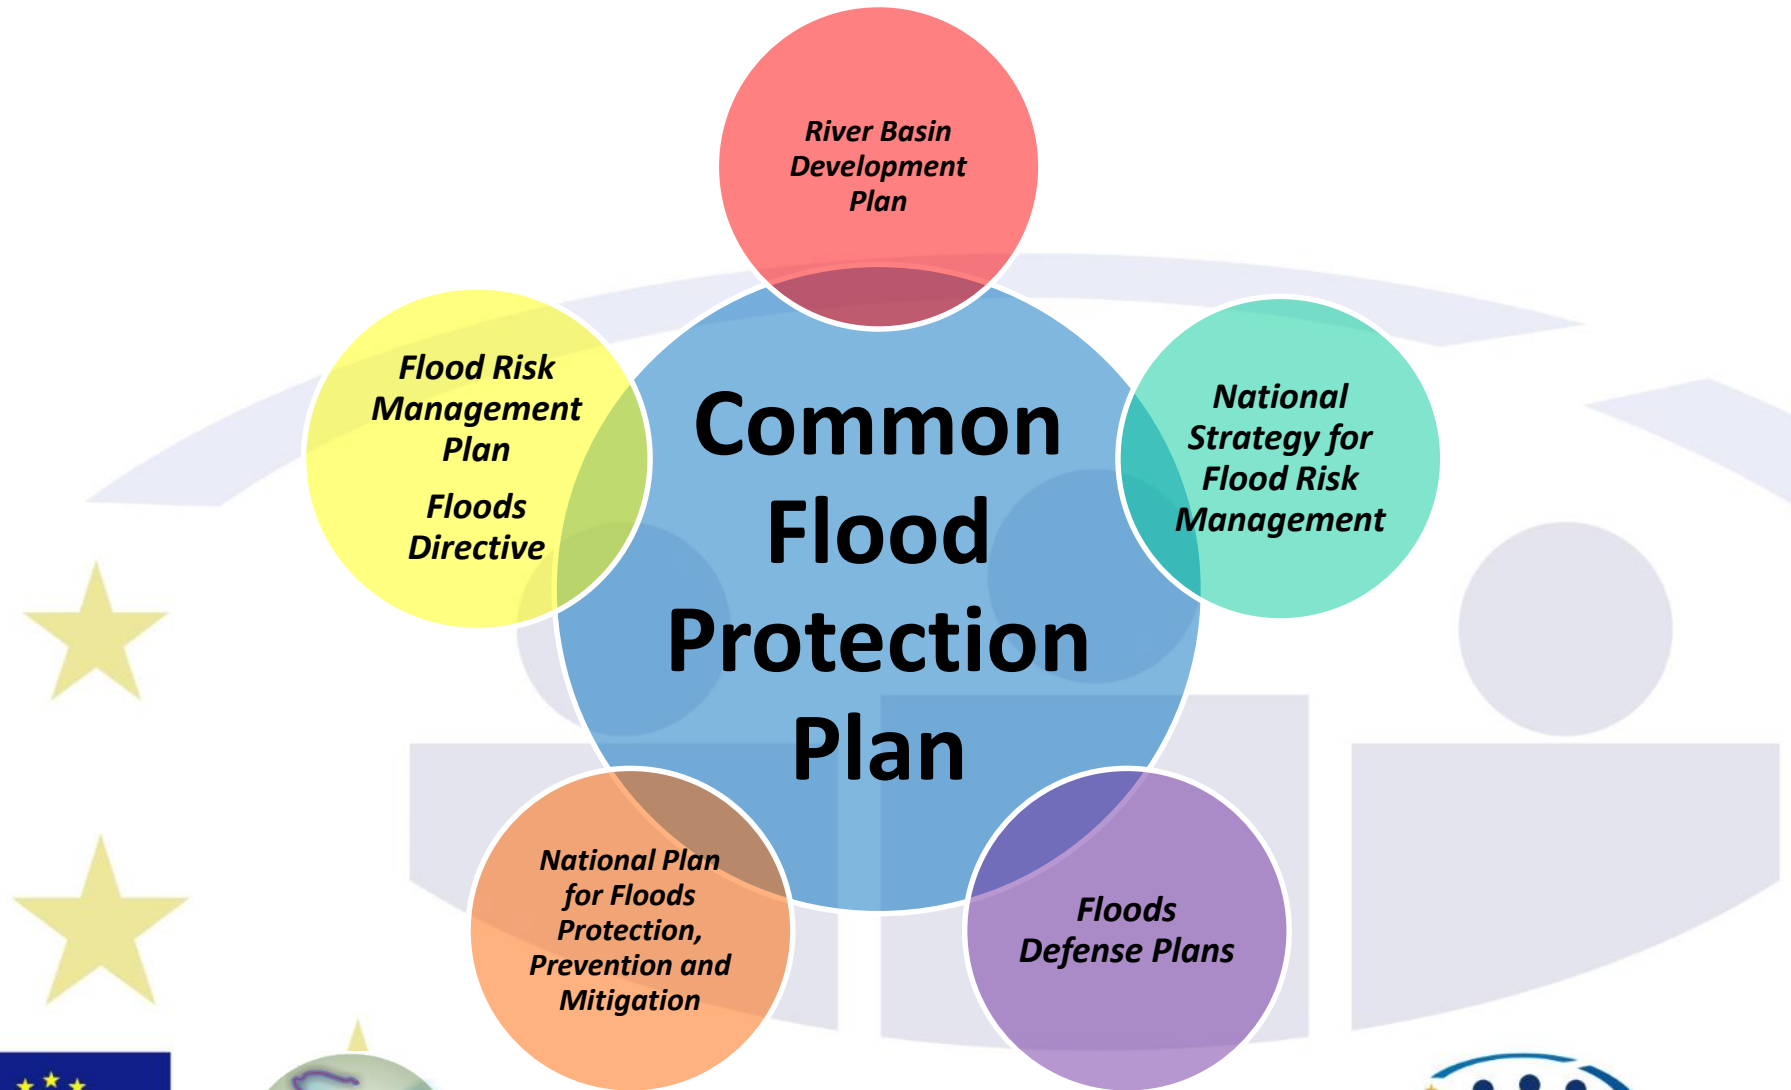 River Basin
Development
Plan
Flood Risk
Management
Plan
Floods
Directive
Common
Flood
Protection
Plan
National
Strategy for
Flood Risk
Management
National Plan
for Floods
Protection,
Prevention and
Mitigation
Floods
Defense Plans